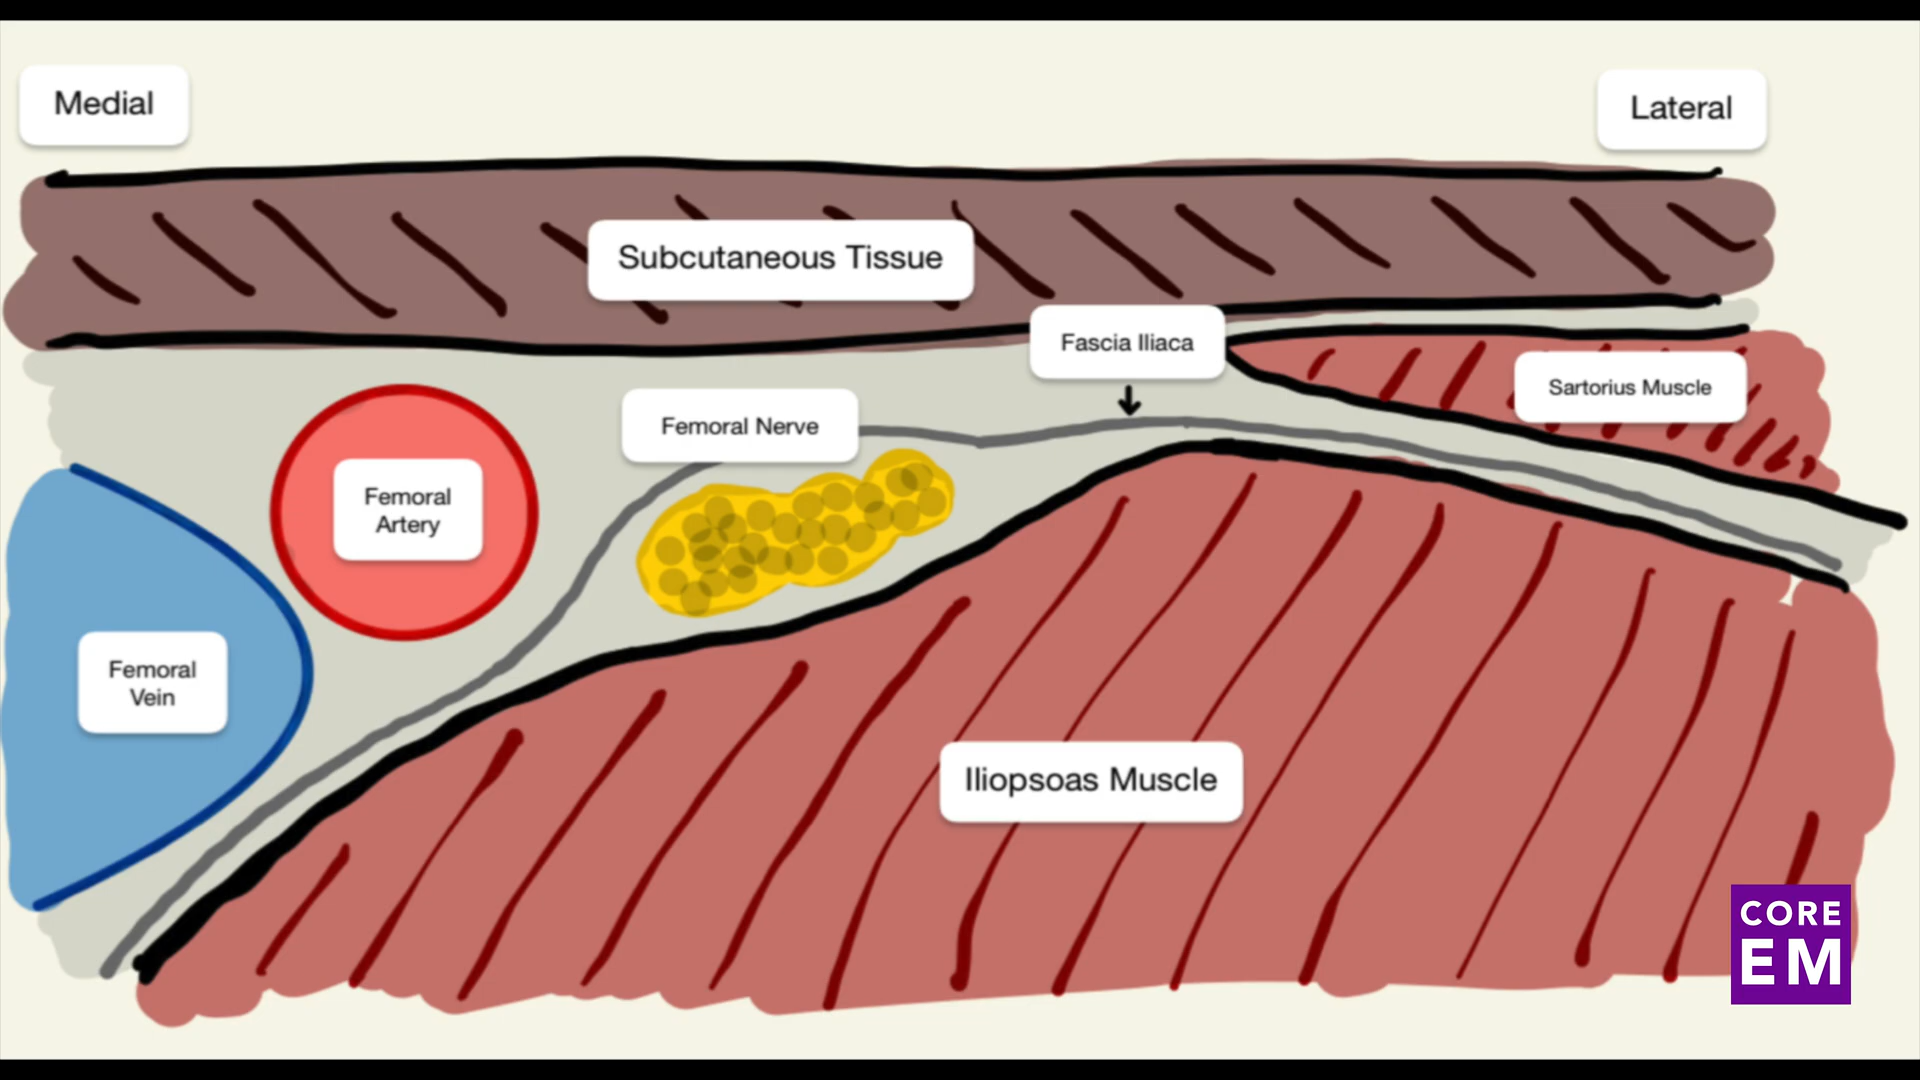 Medial
Lateral
Subcutaneous Tissue
Fascia Iliaca
Sartorius Muscle
Femoral Nerve
Femoral
Artery
Femoral
Vein
Iliopsoas Muscle
CORE
EM